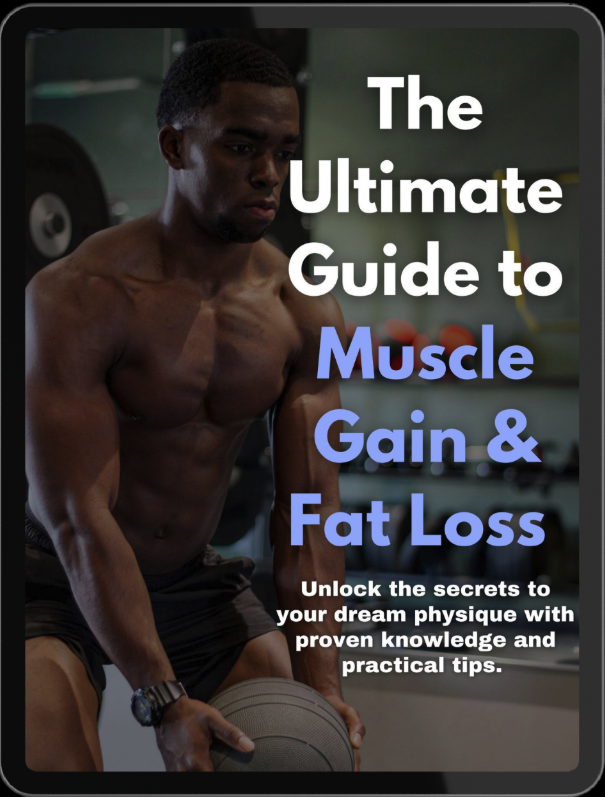 The
Ultimate
Guide to
Muscle
Gain &
Fat Loss
Unlock the secrets to
your dream physique with
proven knowledge and
practical tips.